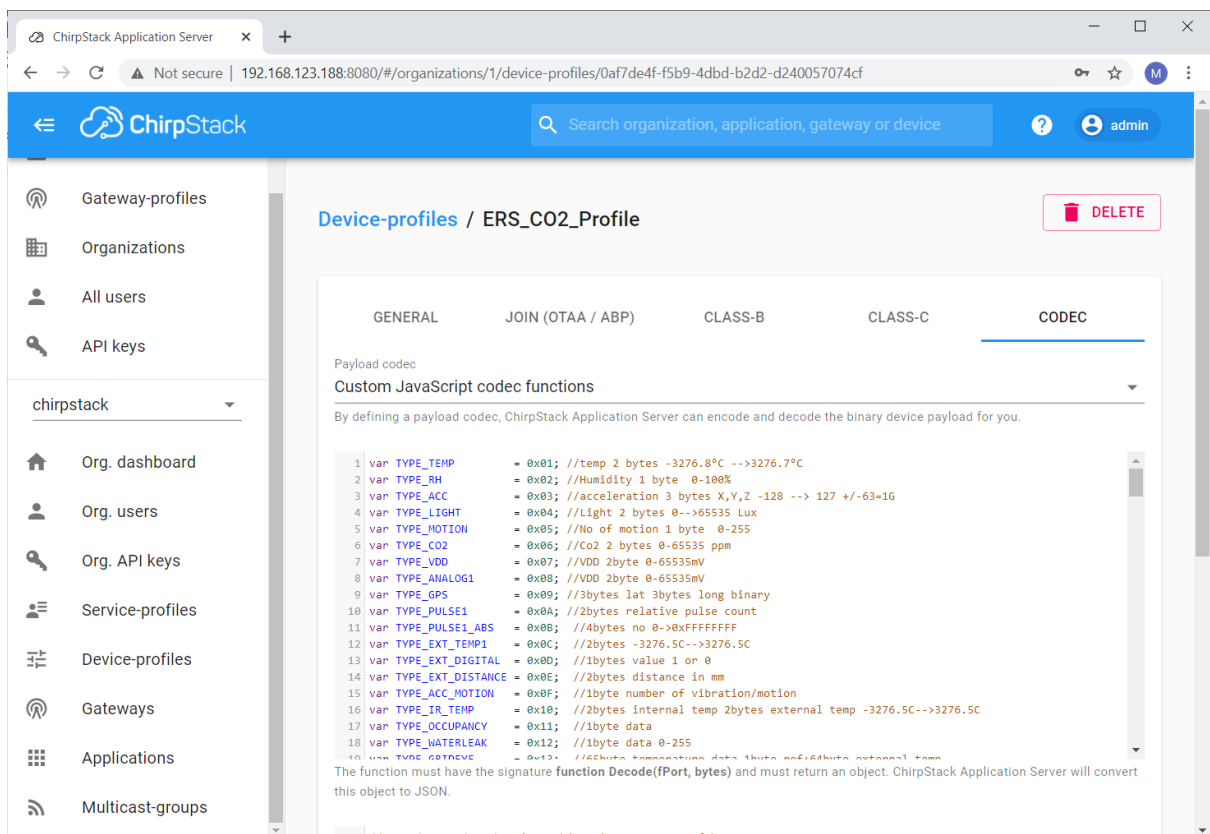 ChirpStack Application Server
Not secure | 192.168.123.188:8080/#/organizations/1/device-profiles/0af7de4f-f5b9-4dbd-b2d2-d240057074cf
M
ChirpStack
Search organization, application, gateway or device
? admin
Gateway-profiles
Organizations
All users
API keys
chirpstack
Org. dashboard
Org. users
Org. API keys
Service-profiles
Device-profiles
Gateways
Applications
Multicast-groups
Device-profiles / ERS_CO2_Profile
DELETE
GENERAL JOIN (OTAA / ABP) CLASS-B CLASS-C CODEC
Payload codec
Custom JavaScript codec functions
By defining a payload codec, ChirpStack Application Server can encode and decode the binary device payload for you.
1 var TYPE_TEMP = 0x01; //temp 2 bytes -3276.8°C -->3276.7°C
2 var TYPE_RH = 0x02; //Humidity 1 byte 0-100%
3 var TYPE_ACC = 0x03; //acceleration 3 bytes X,Y,Z -128 --> 127 +/-63=1G
4 var TYPE_LIGHT = 0x04; //Light 2 bytes 0-->65535 Lux
5 var TYPE_MOTION = 0x05; //No of motion 1 byte 0-255
6 var TYPE_CO2 = 0x06; //Co2 2 bytes 0-65535 ppm
7 var TYPE_VDD = 0x07; //VDD 2byte 0-65535mV
8 var TYPE_ANALOG1 = 0x08; //VDD 2byte 0-65535mV
9 var TYPE_GPS = 0x09; //3bytes lat 3bytes long binary
10 var TYPE_PULSE1 = 0x0A; //2bytes relative pulse count
11 var TYPE_PULSE1_ABS = 0x0B; //4bytes no 0->0xFFFFFFFF
12 var TYPE_EXT_TEMP1 = 0x0C; //2bytes -3276.5C-->3276.5C
13 var TYPE_EXT_DIGITAL = 0x0D; //1bytes value 1 or 0
14 var TYPE_EXT_DISTANCE = 0x0E; //2bytes distance in mm
15 var TYPE_ACC_MOTION = 0x0F; //1byte number of vibration/motion
16 var TYPE_IR_TEMP = 0x10; //2bytes internal temp 2bytes external temp -3276.5C-->3276.5C
17 var TYPE_OCCUPANCY = 0x11; //1byte data
18 var TYPE_WATERLEAK = 0x12; //1byte data 0-255
19 var TYPE_GRIDEYE = 0x13; //65byte temperature data 1byte ref+64byte external temp
The function must have the signature function Decode(fPort, bytes) and must return an object. ChirpStack Application Server will convert
this object to JSON.